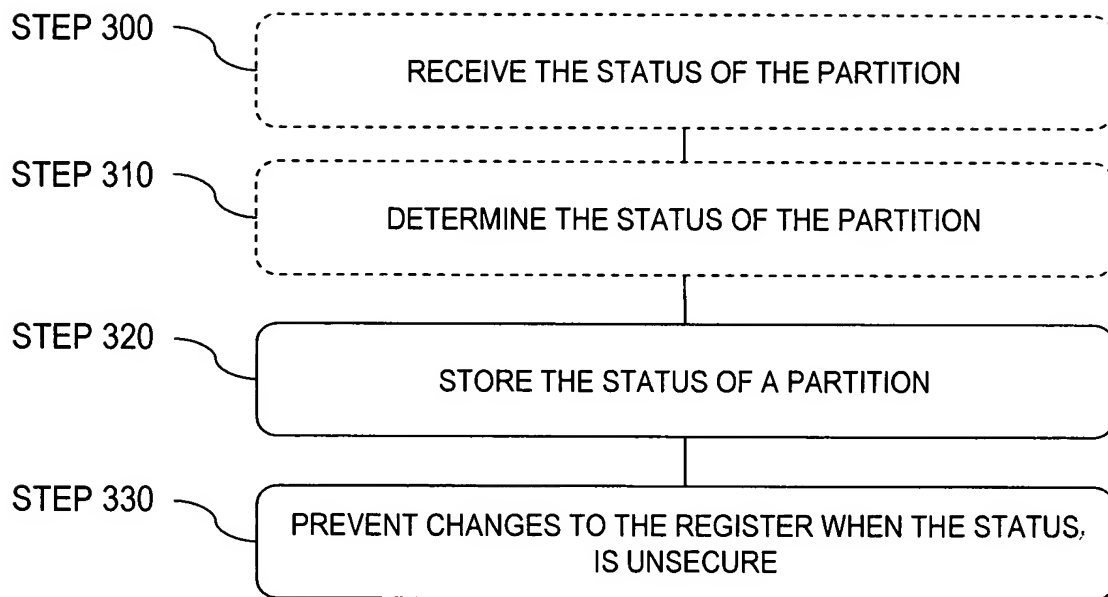 STEP 300
RECEIVE THE STATUS OF THE PARTITION
STEP 310
DETERMINE THE STATUS OF THE PARTITION
STEP 320
STORE THE STATUS OF A PARTITION
STEP 330
PREVENT CHANGES TO THE REGISTER WHEN THE STATUS,
IS UNSECURE